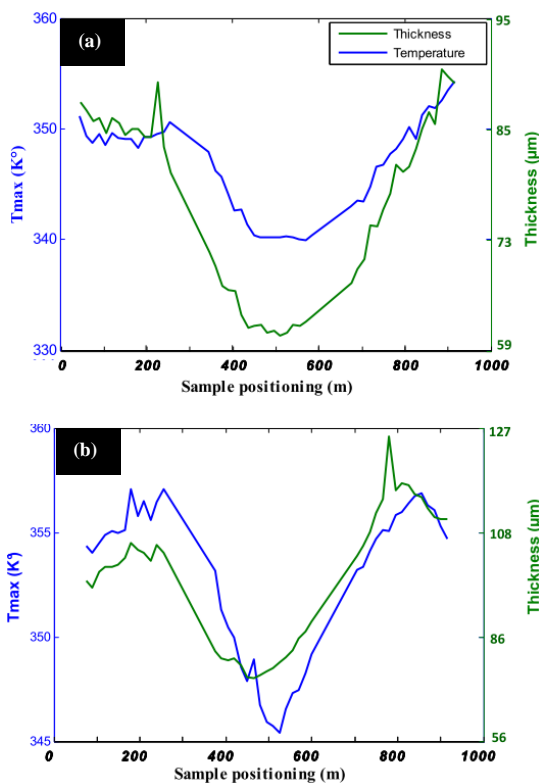 360
95
(a)
Thickness
Temperature
350
85
Tmax (K°)
Thickness (µm)
340
73
330
59
0 200 400 600 800 1000
Sample positioning (m)
360
127
(b)
355
108
Tmax (K°)
Thickness (µm)
350
86
345
56
0 200 400 600 800 1000
Sample positioning (m)